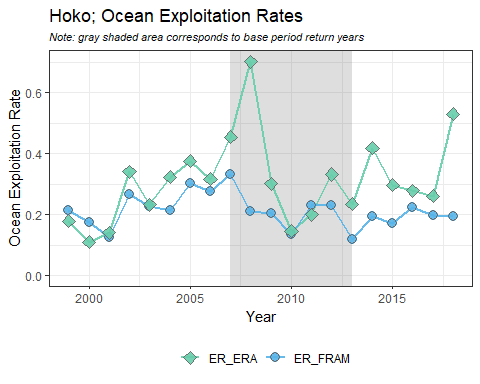 Hoko; Ocean Exploitation Rates
Note: gray shaded area corresponds to base period return years
Ocean Exploitation Rate
0.6
0.4
0.2
0.0
2000 2005 2010 2015
Year
ER_ERA ER_FRAM